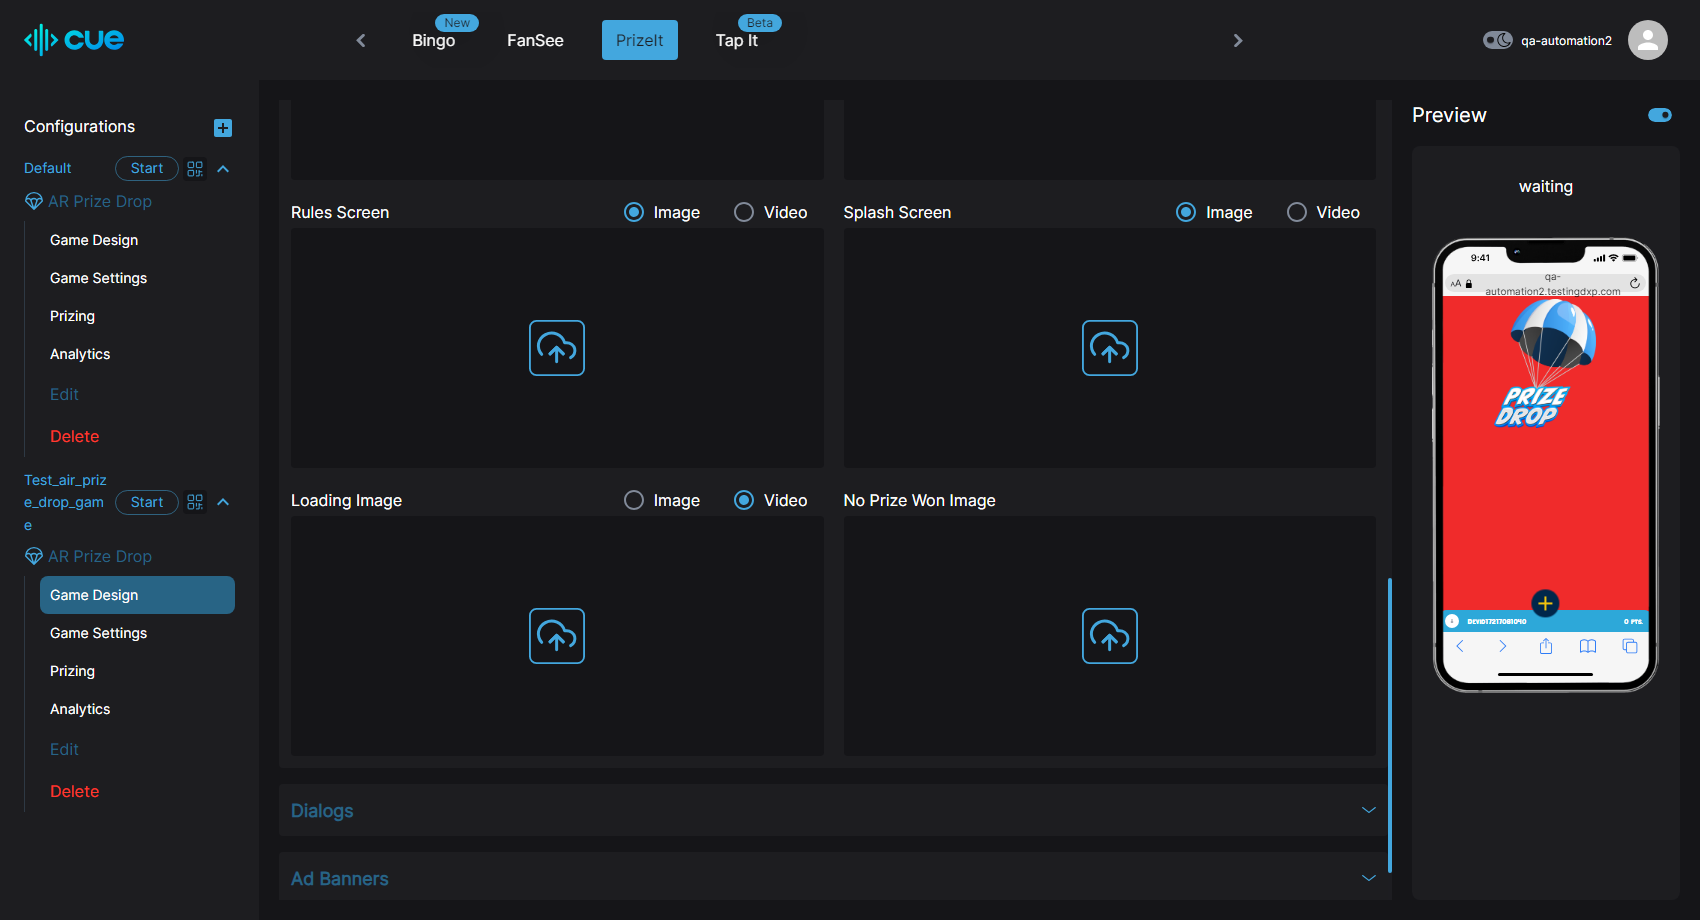 cue
New
Bingo
FanSee
PrizeIt
Beta
Tap It
qa-automation2
Configurations
Default
Start
AR Prize Drop
Game Design
Game Settings
Prizing
Analytics
Edit
Delete
Test_air_priz
e_drop_gam
e
Start
AR Prize Drop
Game Design
Game Settings
Prizing
Analytics
Edit
Delete
Rules Screen
Image
Video
Splash Screen
Image
Video
Loading Image
Image
Video
No Prize Won Image
Dialogs
Ad Banners
Preview
waiting
9:41
AA
qa-
automation2.testingdxp.com
PRIZE
DROP
0 PTS.